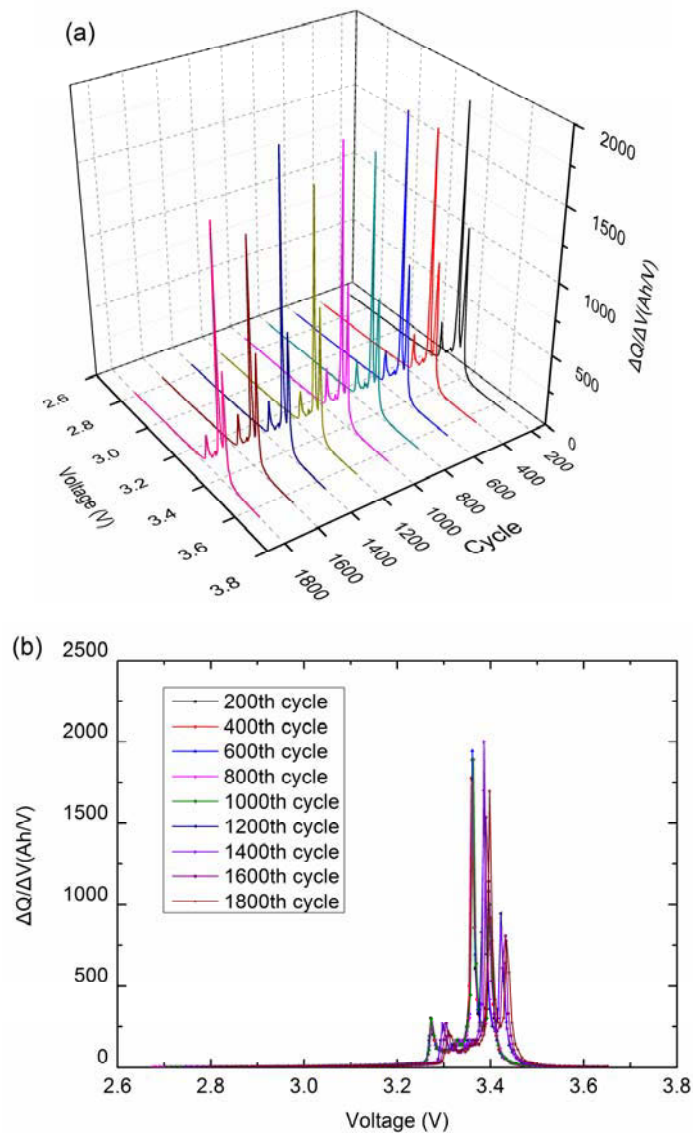 (a)
2000
1500
1000
500
0
ΔQ/ΔV(Ah/V)
2.6
2.8
3.0
3.2
3.4
3.6
3.8
Voltage (V)
200
400
600
800
1000
1200
1400
1600
1800
Cycle
(b)
2500
2000
1500
1000
500
0
ΔQ/ΔV(Ah/V)
200th cycle
400th cycle
600th cycle
800th cycle
1000th cycle
1200th cycle
1400th cycle
1600th cycle
1800th cycle
2.6 2.8 3.0 3.2 3.4 3.6 3.8
Voltage (V)